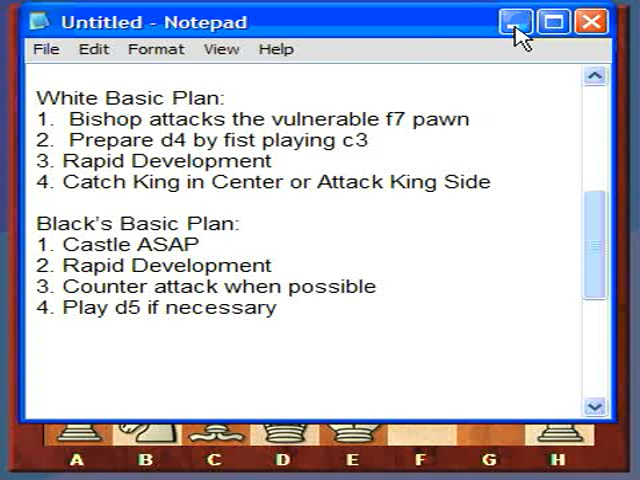 Untitled - Notepad
File Edit Format View Help
White Basic Plan:
1. Bishop attacks the vulnerable f7 pawn
2. Prepare d4 by fist playing c3
3. Rapid Development
4. Catch King in Center or Attack King Side
Black's Basic Plan:
1. Castle ASAP
2. Rapid Development
3. Counter attack when possible
4. Play d5 if necessary
A B C D E F G H